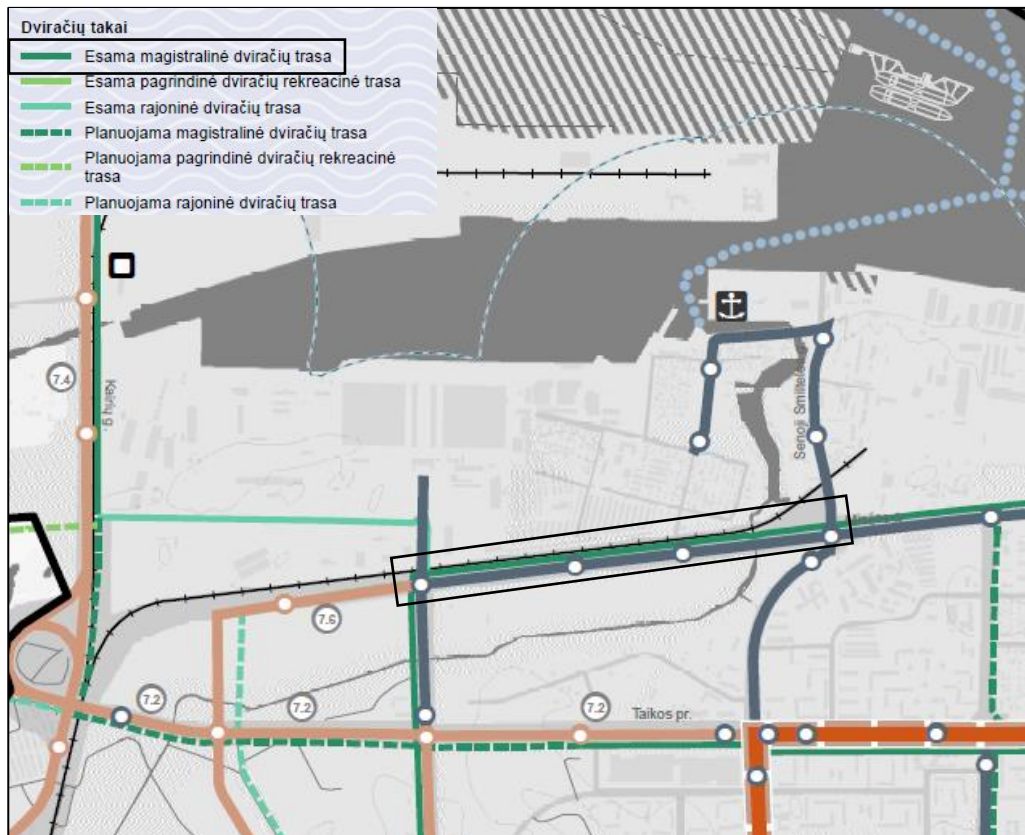 Dviračių takai
Esama magistralinė dviračių trasa
Esama pagrindinė dviračių rekreacinė trasa
Esama rajoninė dviračių trasa
Planuojama magistralinė dviračių trasa
Planuojama pagrindinė dviračių rekreacinė
trasa
Planuojama rajoninė dviračių trasa
7.4
Kairių g.
7.6
7.2
7.2
7.2
Taikos pr.
Senoji Smiltelės